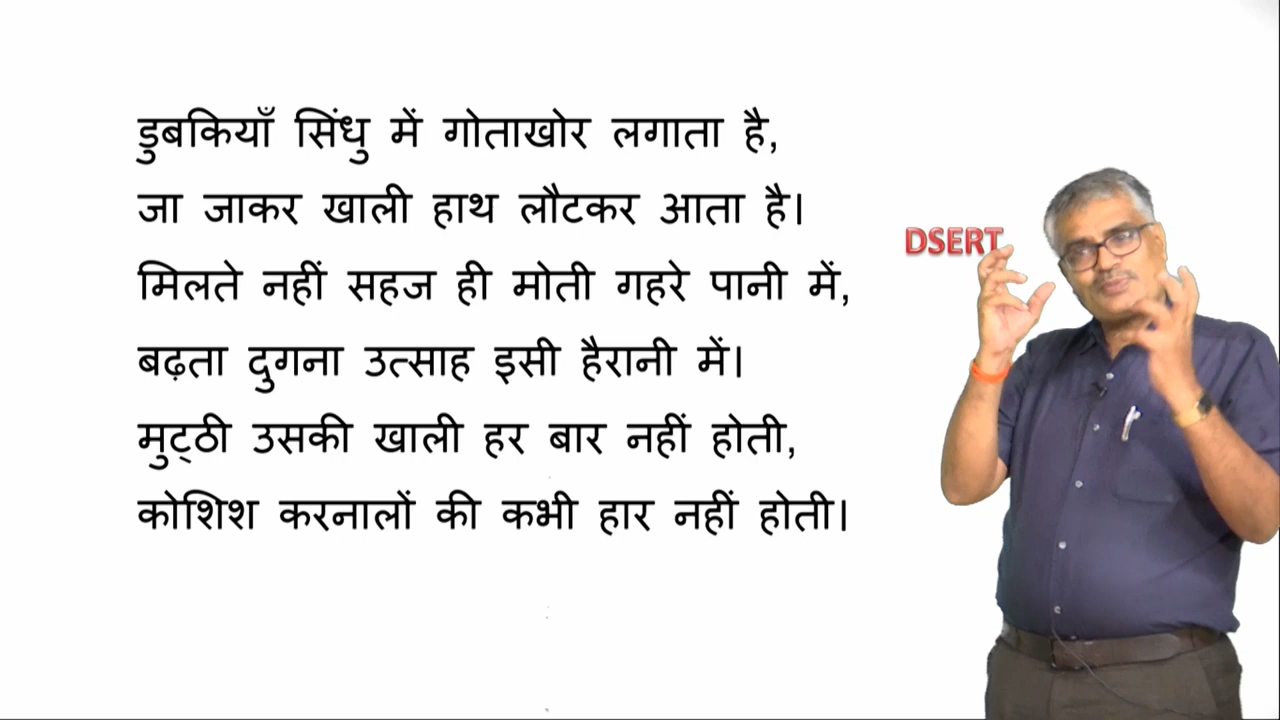 डुबकियाँ सिंधु में गोताखोर लगाता है,
जा जाकर खाली हाथ लौटकर आता है।
मिलते नहीं सहज ही मोती गहरे पानी में,
बढ़ता दुगना उत्साह इसी हैरानी में।
मुट्ठी उसकी खाली हर बार नहीं होती,
कोशिश करनालों की कभी हार नहीं होती।
DSERT